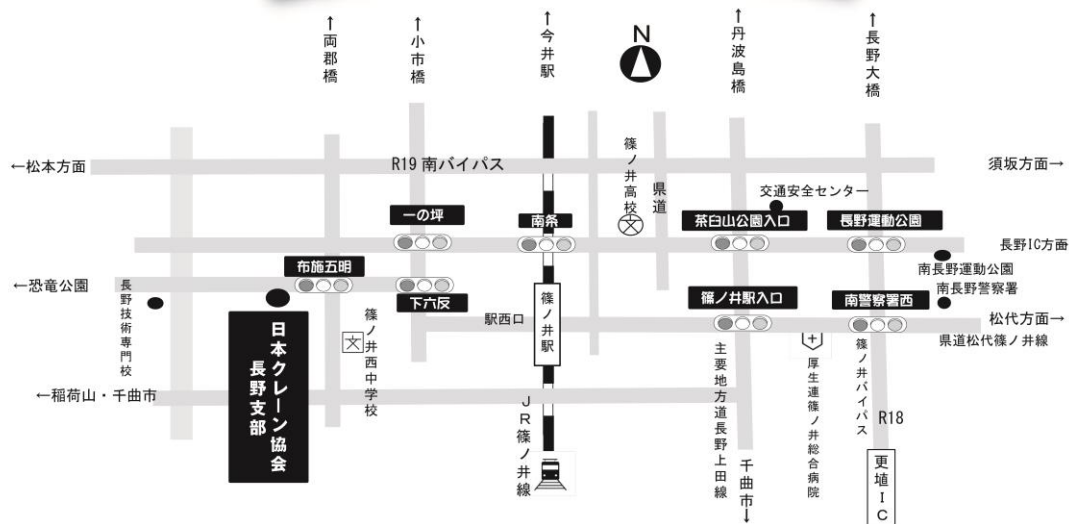 ↑両郡橋
↑小市橋
↑今井駅
N
↑丹波島橋
↑長野大橋
←松本方面
R19 南バイパス
須坂方面→
篠ノ井高校
県道
交通安全センター
一の坪
南条
茶臼山公園入口
長野運動公園
長野IC方面
南長野運動公園
布施五明
←恐竜公園
下六反
長野技術専門校
篠ノ井駅入口
南警察署西
南長野警察署
駅西口
篠ノ井駅
松代方面→
県道松代篠ノ井線
日本クレーン協会
長野支部
文
篠ノ井西中学校
←稲荷山・千曲市
JR篠ノ井線
主要地方道長野上田線
千曲市↓
厚生連篠ノ井総合病院
篠ノ井バイパス
R18
更埴IC